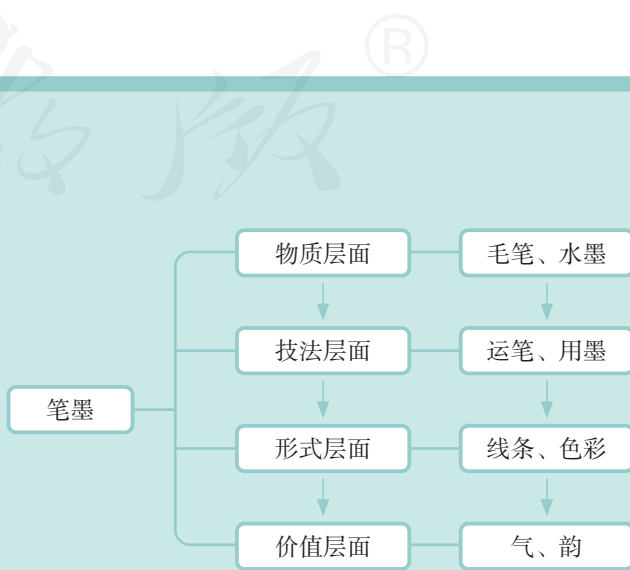 ®
物质层面 毛笔、水墨
技法层面 运笔、用墨
笔墨
形式层面 线条、色彩
价值层面 气、韵